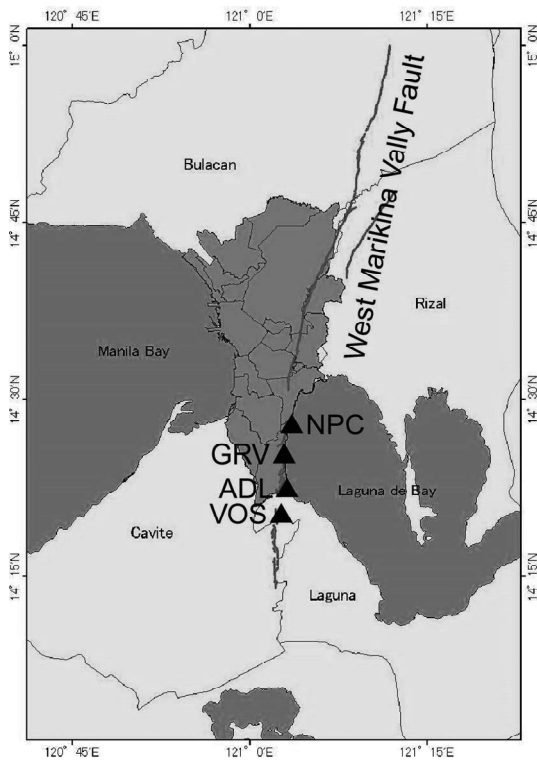 120° 45'E
121° 0'E
121° 15'E
15° 0'N
15° 0'N
West Marikina Vally Fault
Bulacan
14° 45'N
14° 45'N
Rizal
Manila Bay
14° 30'N
14° 30'N
NPC
GRV
ADL
Laguna de Bay
VOS
Cavite
14° 15'N
14° 15'N
Laguna
120° 45'E
121° 0'E
121° 15'E